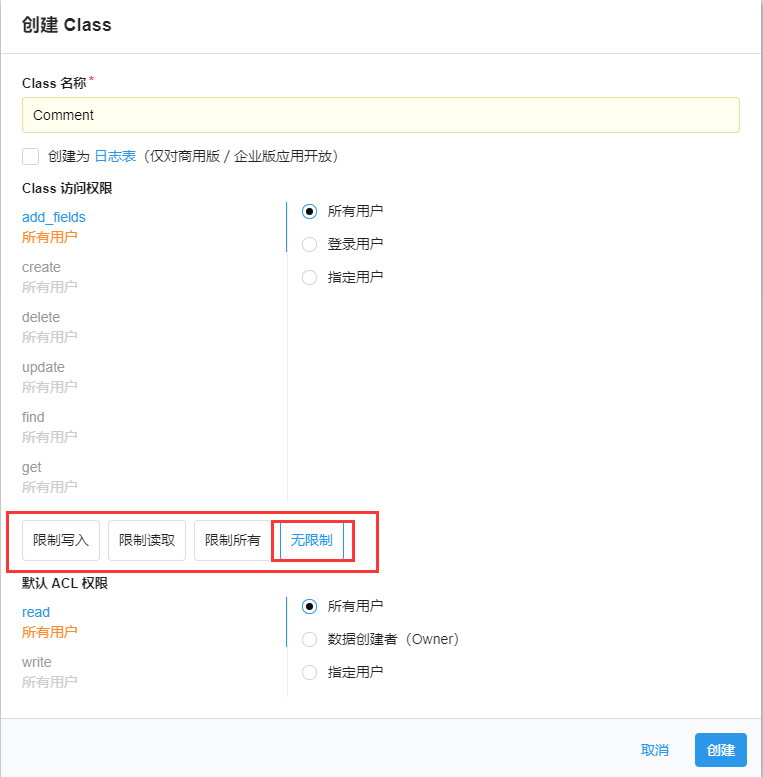 创建 Class
Class 名称*
Comment
创建为 日志表（仅对商用版 / 企业版应用开放）
Class 访问权限
add_fields
所有用户
create
所有用户
delete
所有用户
update
所有用户
find
所有用户
get
所有用户
所有用户
登录用户
指定用户
限制写入 限制读取 限制所有 无限制
默认 ACL 权限
read
所有用户
write
所有用户
所有用户
数据创建者（Owner）
指定用户
取消 创建